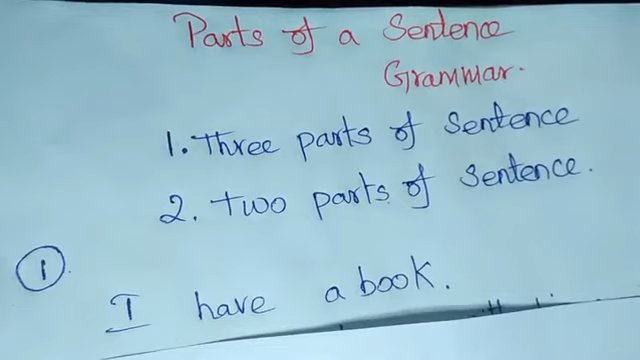 Parts of a Sentence
Grammar.
1. Three parts of Sentence
2. Two parts of Sentence.
1
I have a book.